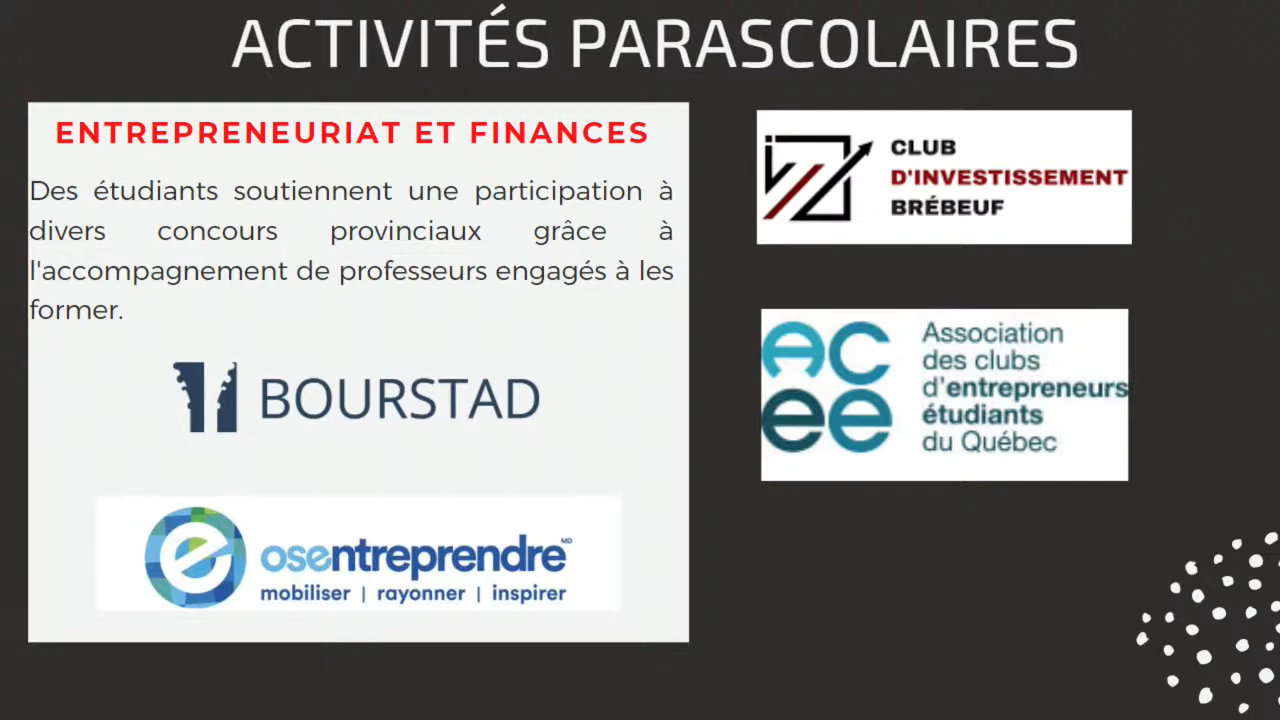 ACTIVITÉS PARASCOLAIRES
ENTREPRENEURIAT ET FINANCES
Des étudiants soutiennent une participation à
divers concours provinciaux grâce à
l'accompagnement de professeurs engagés à les
former.
BOURSTAD
osentreprendre MD
mobiliser | rayonner | inspirer
CLUB
D'INVESTISSEMENT
BRÉBEUF
AC
ee
Association
des clubs
d'entrepreneurs
étudiants
du Québec